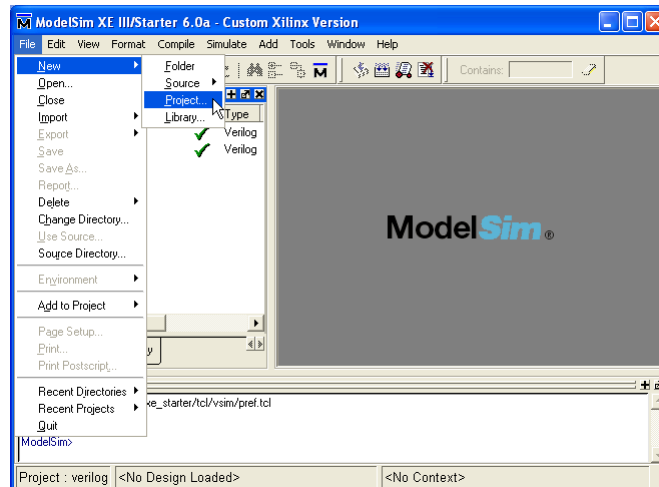 ModelSim XE III/Starter 6.0a - Custom Xilinx Version
File Edit View Format Compile Simulate Add Tools Window Help
New
Open...
Close
Import
Export
Save
Save As...
Report...
Delete
Change Directory...
Use Source...
Source Directory...
Environment
Add to Project
Page Setup...
Print...
Print Postscript...
Recent Directories
Recent Projects
Quit
Folder
Source
Project...
Library...
Contains:
Type
Verilog
Verilog
ModelSim ®
xe_starter/tcl/vsim/pref.tcl
ModelSim>
Project : verilog <No Design Loaded> <No Context>